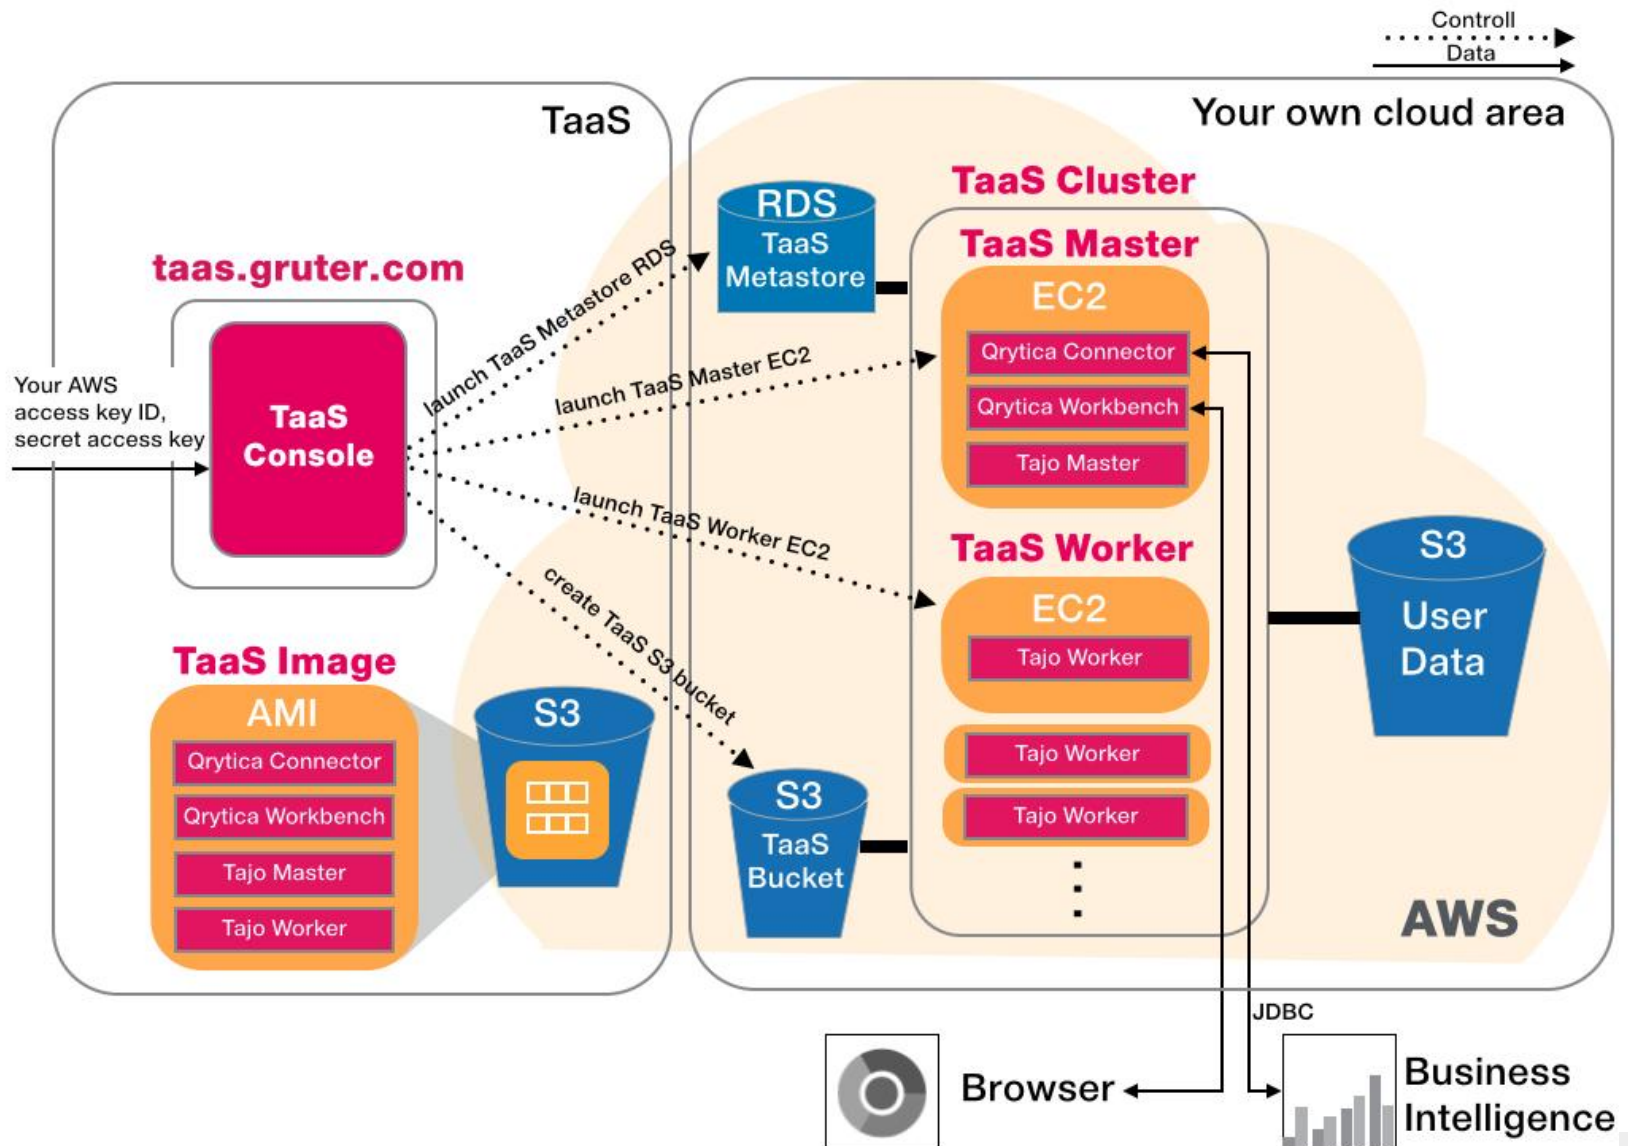 Controll
Data
TaaS
Your own cloud area
TaaS Cluster
RDS
TaaS
Metastore
TaaS Master
EC2
Qrytica Connector
Qrytica Workbench
Tajo Master
taas.gruter.com
launch TaaS Metastore RDS
launch TaaS Master EC2
Your AWS
access key ID,
secret access key
TaaS
Console
launch TaaS Worker EC2
create TaaS S3 bucket
TaaS Worker
EC2
Tajo Worker
Tajo Worker
Tajo Worker
S3
User
Data
TaaS Image
AMI
Qrytica Connector
Qrytica Workbench
Tajo Master
Tajo Worker
S3
S3
TaaS
Bucket
AWS
JDBC
Browser
Business
Intelligence